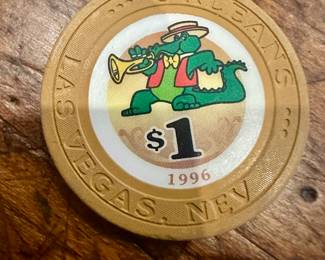 ORLEANS
$1
1996
LAS VEGAS, NEV